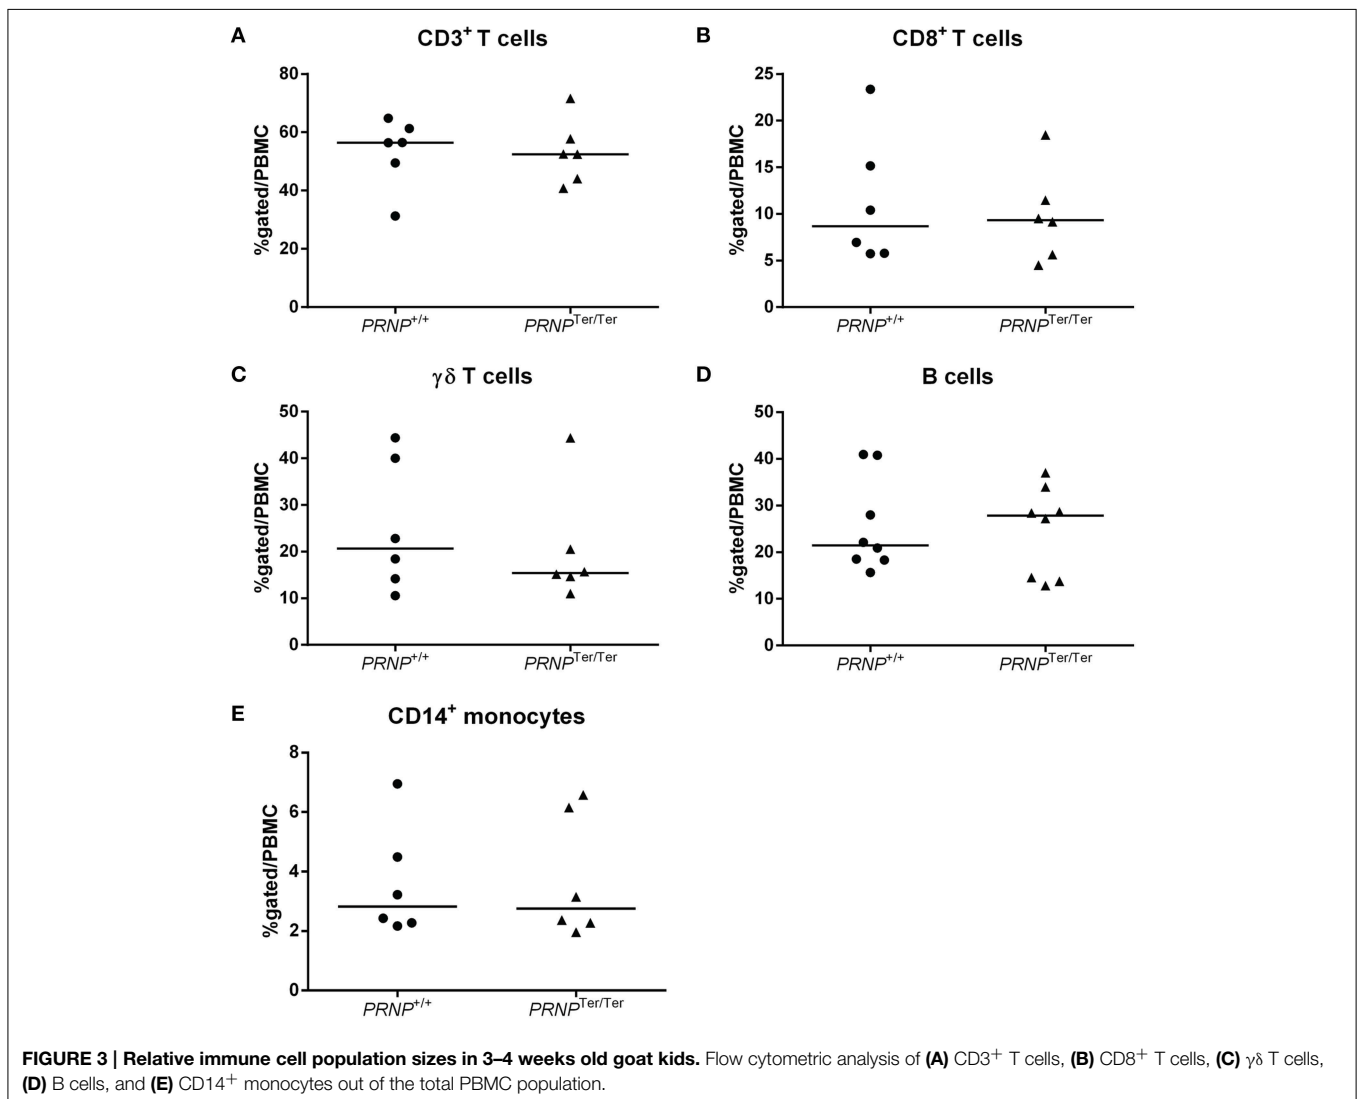 A
CD3⁺ T cells
%gated/PBMC
80
60
40
20
0
PRNP⁺/⁺
PRNPᵀᵉʳ/ᵀᵉʳ
B
CD8⁺ T cells
%gated/PBMC
25
20
15
10
5
0
PRNP⁺/⁺
PRNPᵀᵉʳ/ᵀᵉʳ
C
γδ T cells
%gated/PBMC
50
40
30
20
10
0
PRNP⁺/⁺
PRNPᵀᵉʳ/ᵀᵉʳ
D
B cells
%gated/PBMC
50
40
30
20
10
0
PRNP⁺/⁺
PRNPᵀᵉʳ/ᵀᵉʳ
E
CD14⁺ monocytes
%gated/PBMC
8
6
4
2
0
PRNP⁺/⁺
PRNPᵀᵉʳ/ᵀᵉʳ
FIGURE 3 | Relative immune cell population sizes in 3–4 weeks old goat kids. Flow cytometric analysis of (A) CD3⁺ T cells, (B) CD8⁺ T cells, (C) γδ T cells,
(D) B cells, and (E) CD14⁺ monocytes out of the total PBMC population.